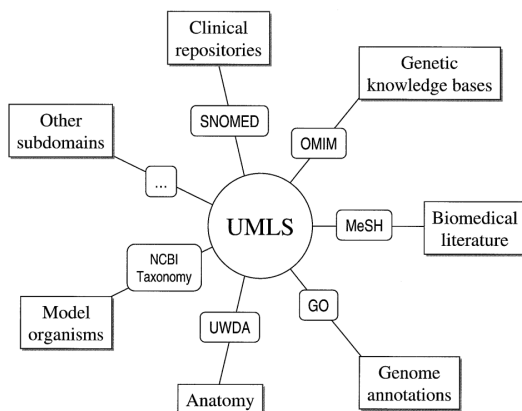 Clinical
repositories
Genetic
knowledge bases
SNOMED
Other
subdomains
OMIM
...
UMLS
MeSH
Biomedical
literature
NCBI
Taxonomy
GO
Model
organisms
UWDA
Genome
annotations
Anatomy